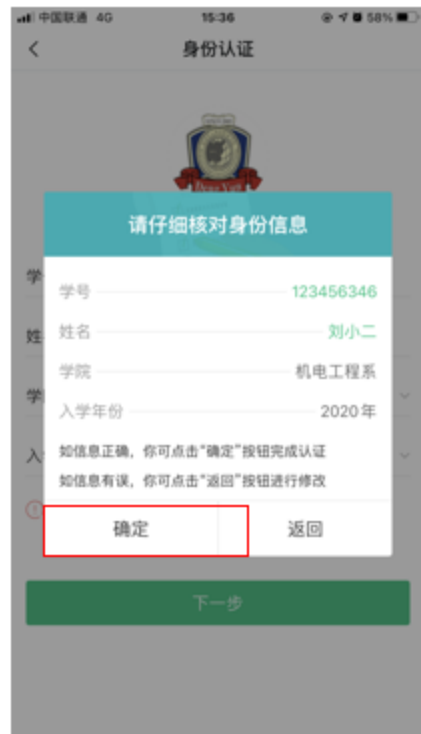 中国联通 4G 15:36 58%
身份认证
请仔细核对身份信息
学
学号 123456346
姓
姓名 刘小二
学院 机电工程系
学
入学年份 2020年
入
如信息正确，你可点击“确定”按钮完成认证
如信息有误，你可点击“返回”按钮进行修改
确定 返回
下一步